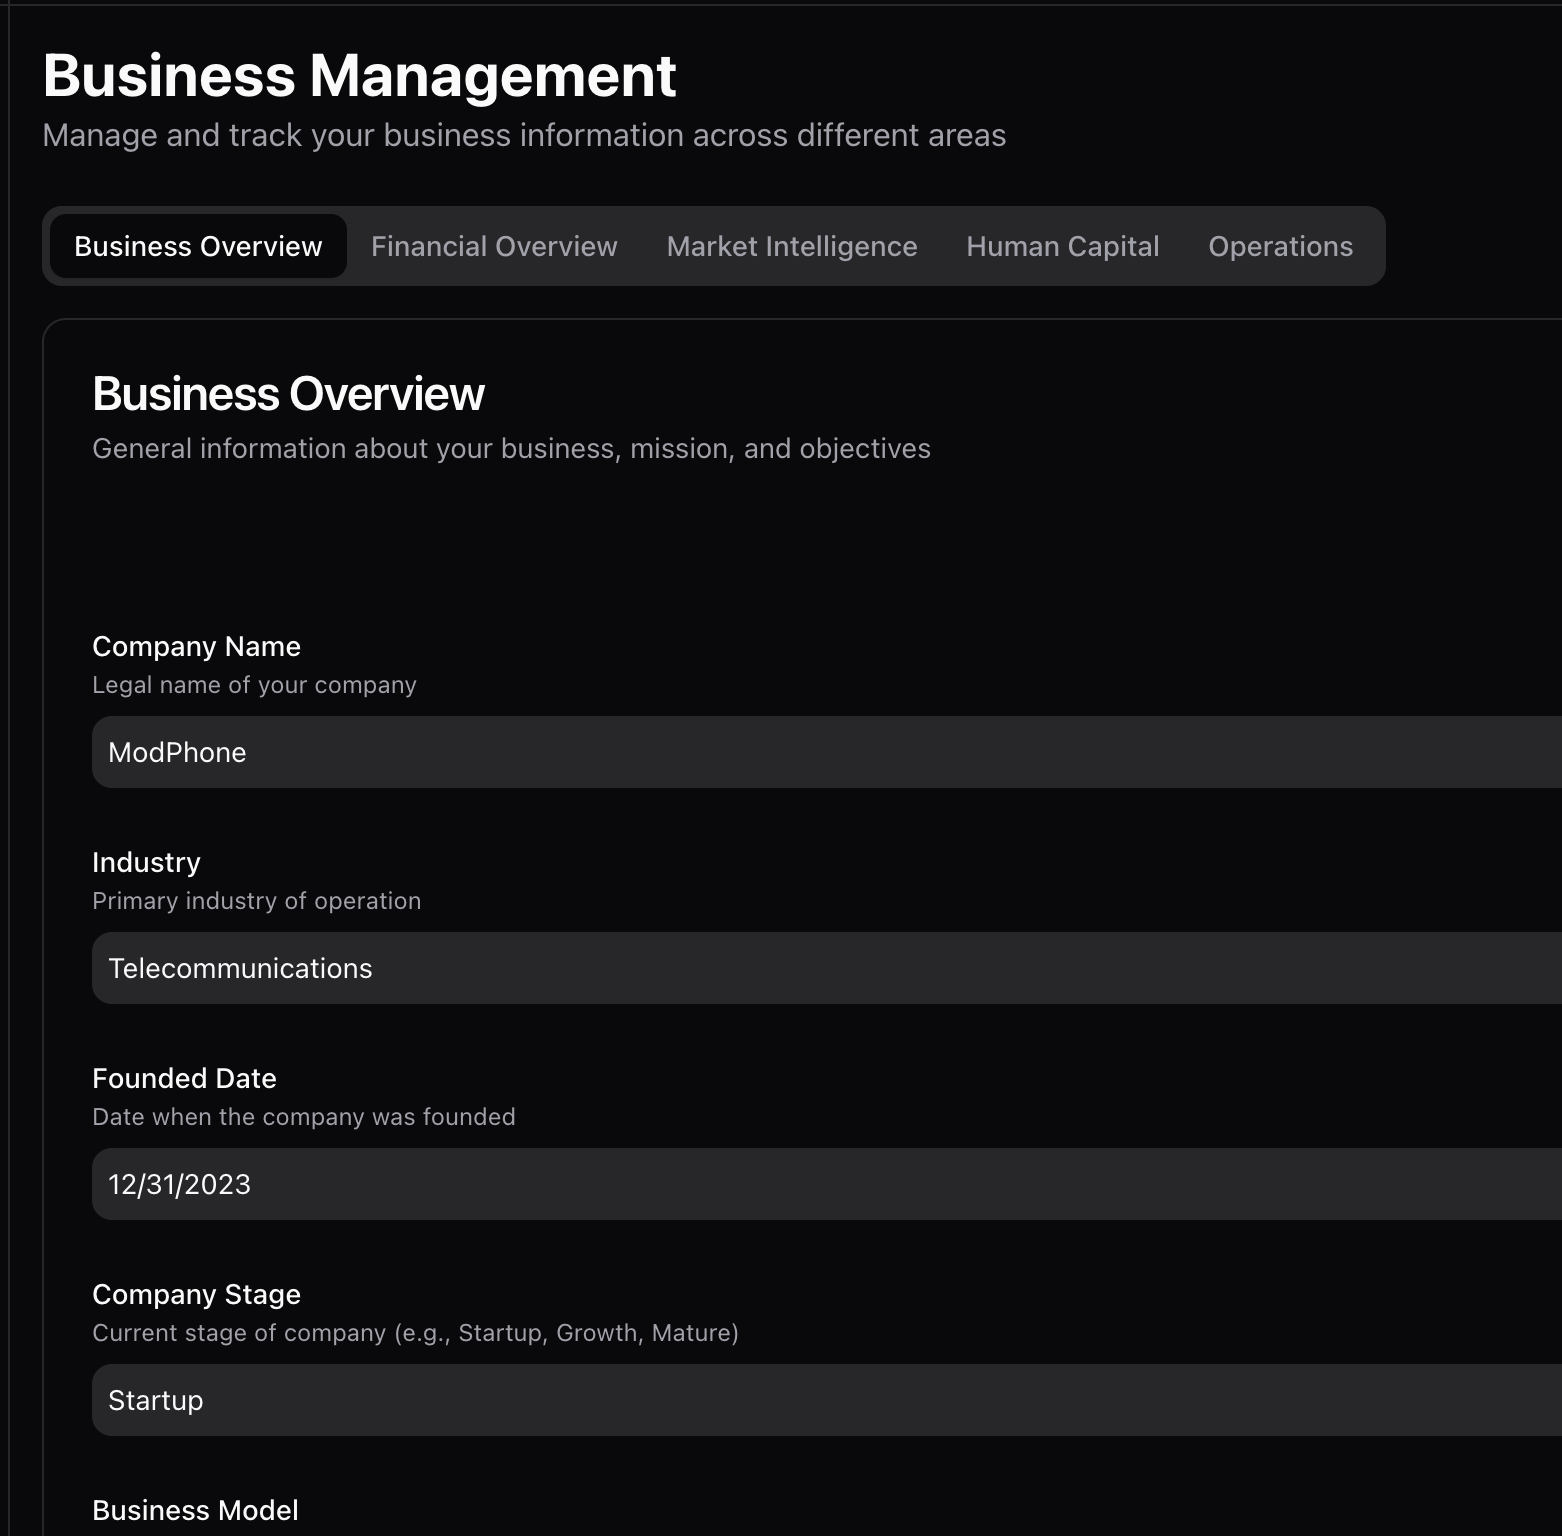 Business Management
Manage and track your business information across different areas
Business Overview Financial Overview Market Intelligence Human Capital Operations
Business Overview
General information about your business, mission, and objectives
Company Name
Legal name of your company
ModPhone
Industry
Primary industry of operation
Telecommunications
Founded Date
Date when the company was founded
12/31/2023
Company Stage
Current stage of company (e.g., Startup, Growth, Mature)
Startup
Business Model